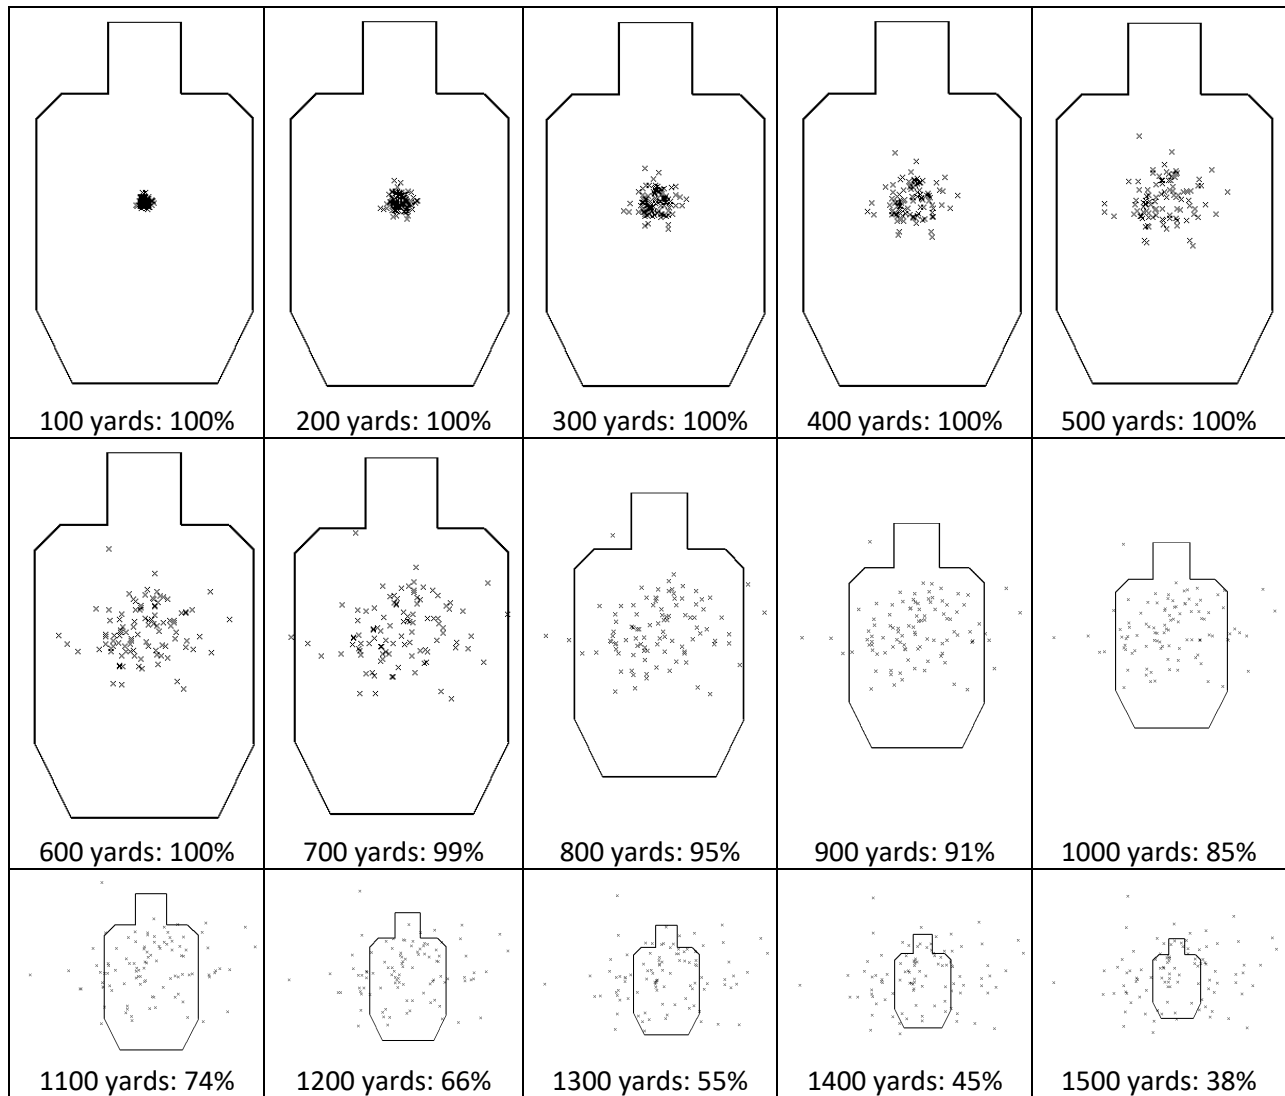 100 yards: 100%
200 yards: 100%
300 yards: 100%
400 yards: 100%
500 yards: 100%
600 yards: 100%
700 yards: 99%
800 yards: 95%
900 yards: 91%
1000 yards: 85%
1100 yards: 74%
1200 yards: 66%
1300 yards: 55%
1400 yards: 45%
1500 yards: 38%